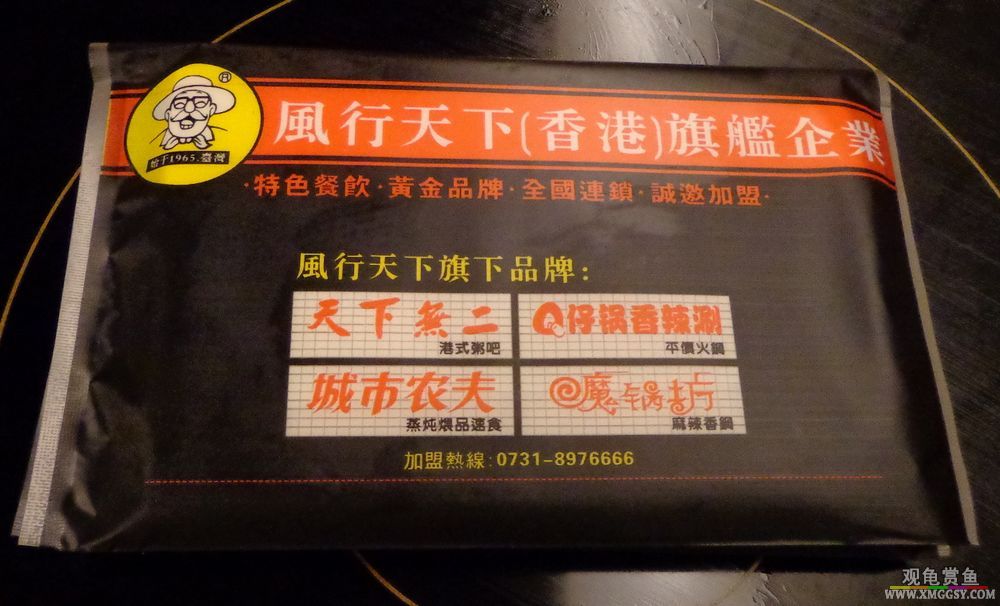 風行天下(香港)旗艦企業
®
始于1965.臺灣
·特色餐飲·黃金品牌·全國連鎖·誠邀加盟·
風行天下旗下品牌:
天下無二
港式粥吧
Q仔锅香辣涮
平價火鍋
城市农夫
蒸炖煨品速食
魔锅坊
麻辣香鍋
加盟熱線:0731-8976666
观龟赏鱼
WWW.XMGGSY.COM